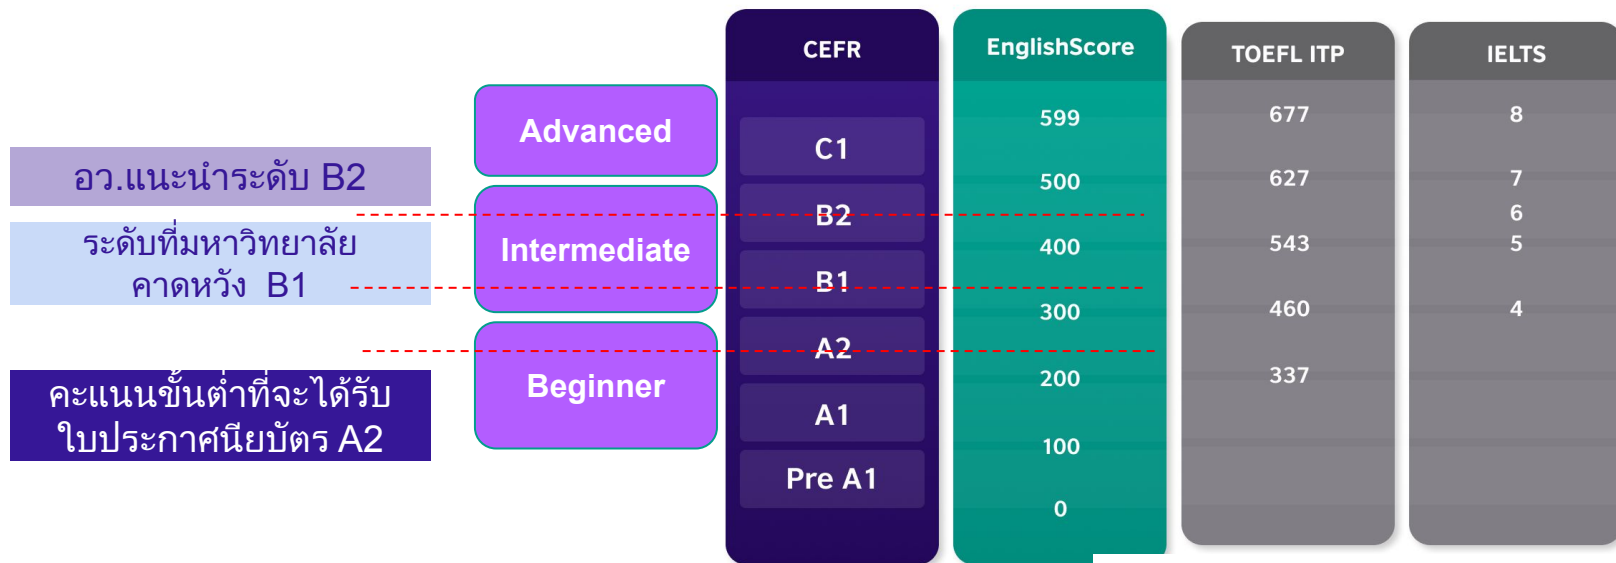 อว.แนะนำระดับ B2
ระดับที่มหาวิทยาลัย
คาดหวัง B1
คะแนนขั้นต่ำที่จะได้รับ
ใบประกาศนียบัตร A2
Advanced
Intermediate
Beginner
CEFR
C1
B2
B1
A2
A1
Pre A1
EnglishScore
599
500
400
300
200
100
0
TOEFL ITP
677
627
543
460
337
IELTS
8
7
6
5
4